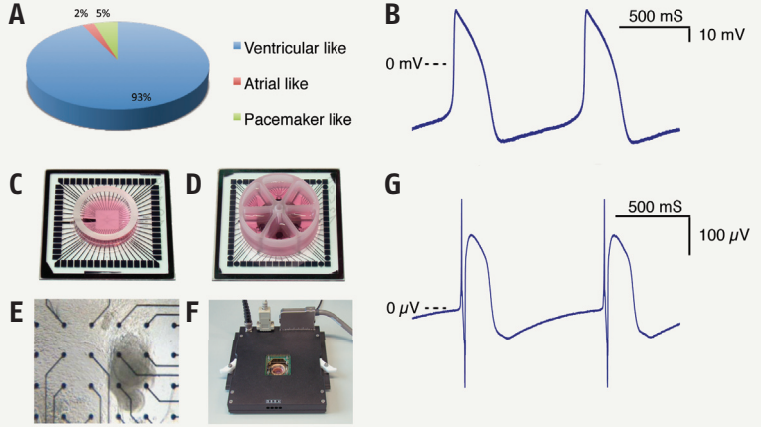 A
2% 5%
93%
Ventricular like
Atrial like
Pacemaker like
B
500 mS
10 mV
0 mV
C
D
G
500 mS
100 µV
0 µV
E
F